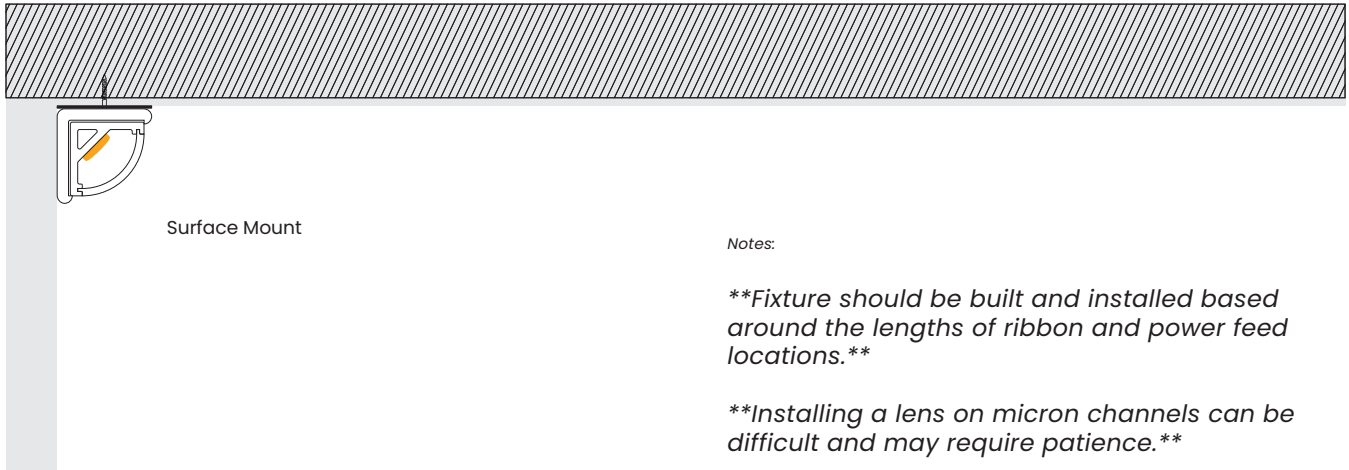 Surface Mount
Notes:
**Fixture should be built and installed based
around the lengths of ribbon and power feed
locations.**
**Installing a lens on micron channels can be
difficult and may require patience.**